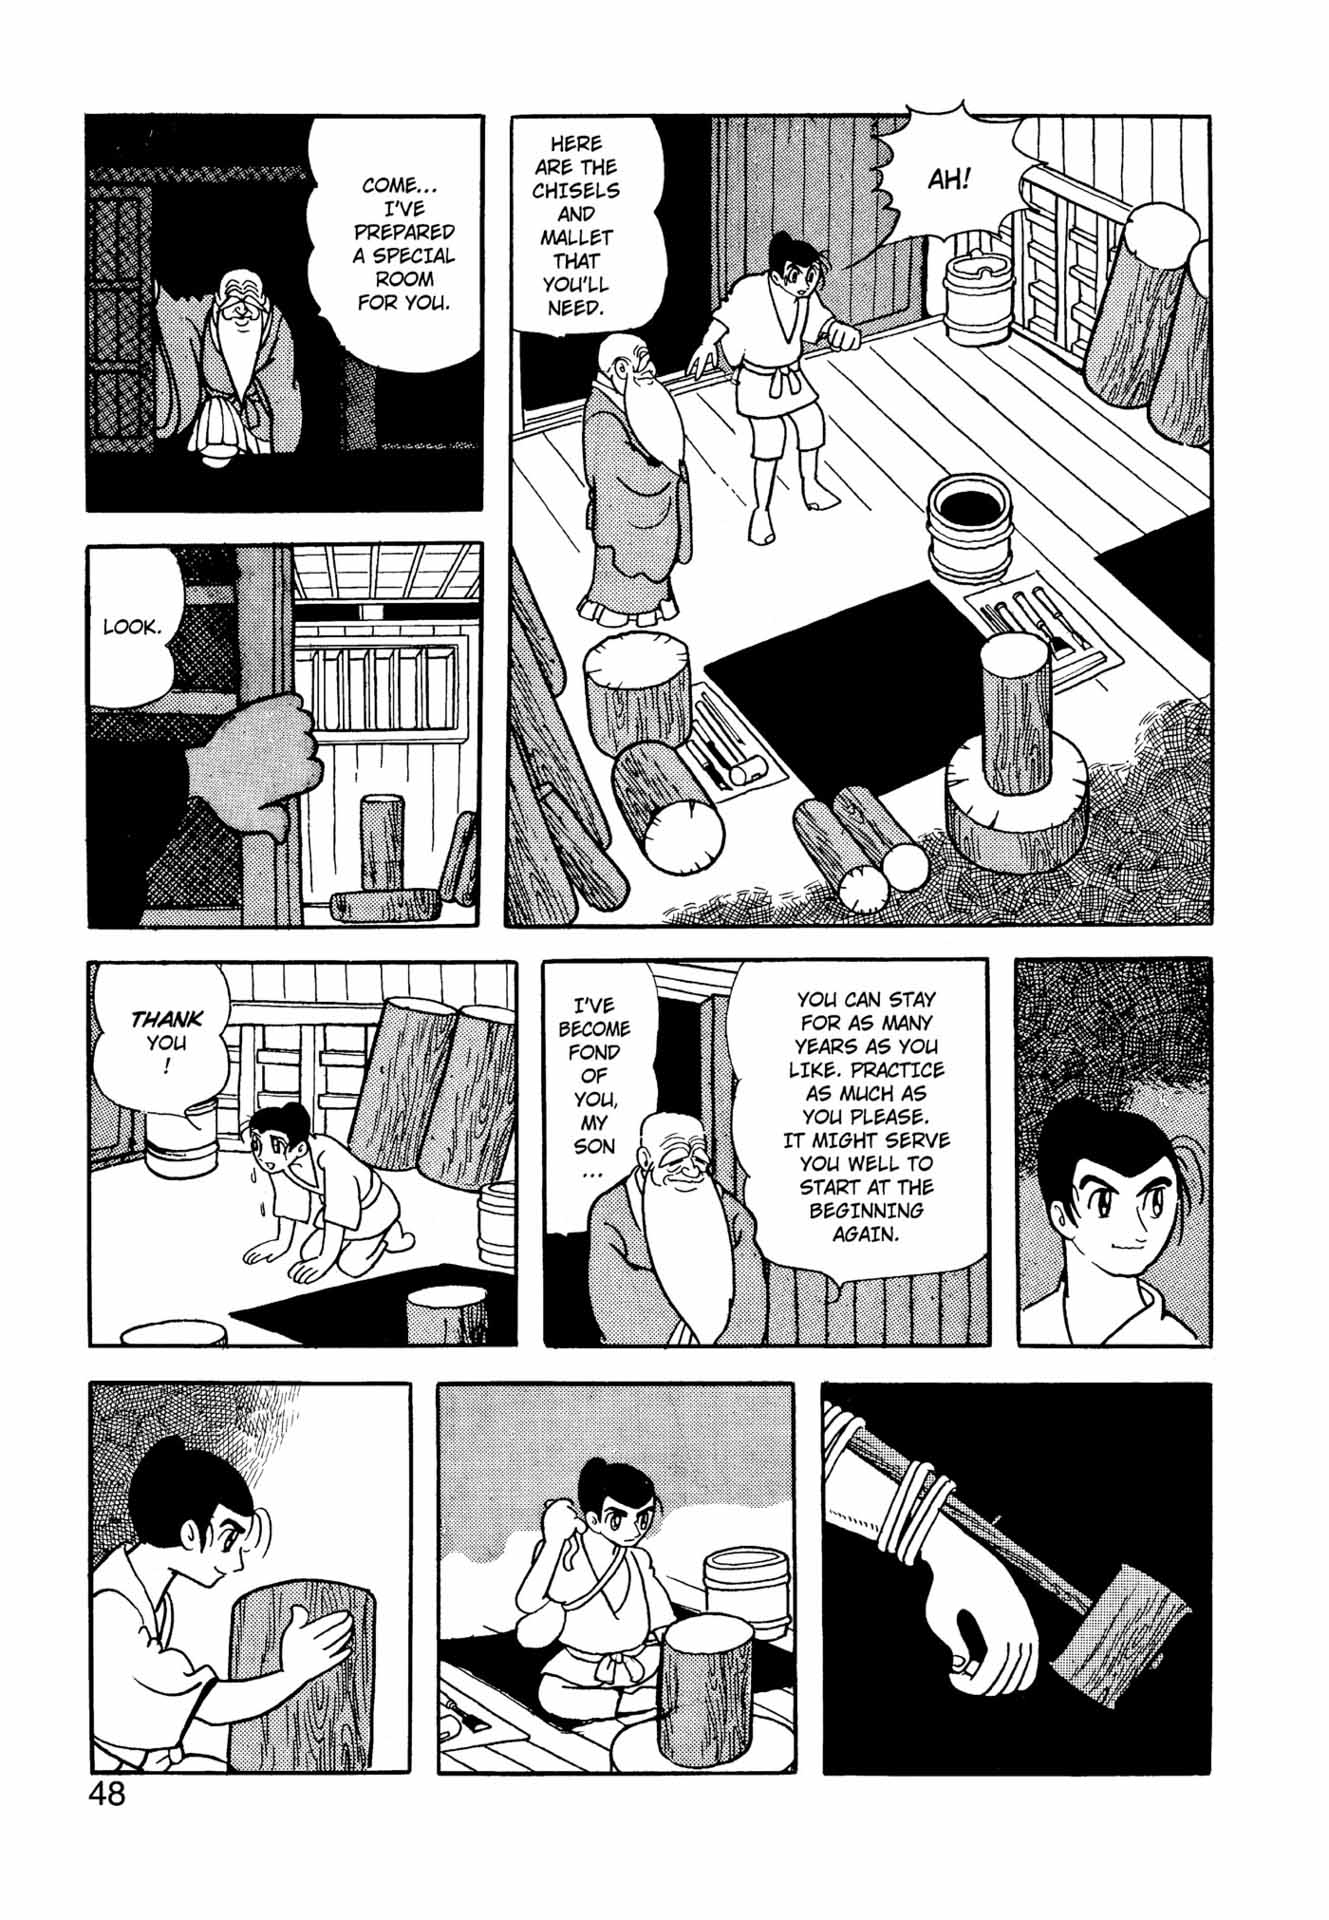 COME...
I'VE
PREPARED
A SPECIAL
ROOM
FOR YOU.
LOOK.
HERE
ARE THE
CHISELS
AND
MALLET
THAT
YOU'LL
NEED.
AH!
THANK
YOU
!
I'VE
BECOME
FOND
OF
YOU,
MY
SON
...
YOU CAN STAY
FOR AS MANY
YEARS AS YOU
LIKE. PRACTICE
AS MUCH AS
YOU PLEASE.
IT MIGHT SERVE
YOU WELL TO
START AT THE
BEGINNING
AGAIN.
48